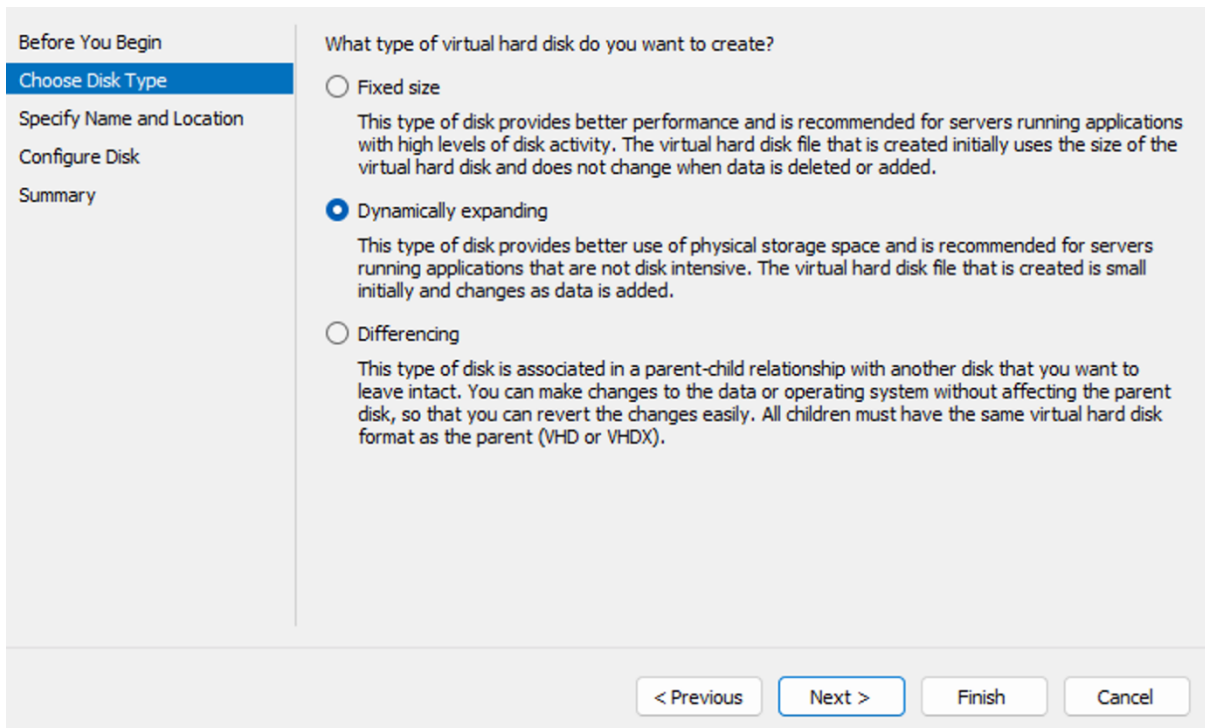 Before You Begin
Choose Disk Type
Specify Name and Location
Configure Disk
Summary
What type of virtual hard disk do you want to create?
Fixed size
This type of disk provides better performance and is recommended for servers running applications
with high levels of disk activity. The virtual hard disk file that is created initially uses the size of the
virtual hard disk and does not change when data is deleted or added.
Dynamically expanding
This type of disk provides better use of physical storage space and is recommended for servers
running applications that are not disk intensive. The virtual hard disk file that is created is small
initially and changes as data is added.
Differencing
This type of disk is associated in a parent-child relationship with another disk that you want to
leave intact. You can make changes to the data or operating system without affecting the parent
disk, so that you can revert the changes easily. All children must have the same virtual hard disk
format as the parent (VHD or VHDX).
< Previous
Next >
Finish
Cancel